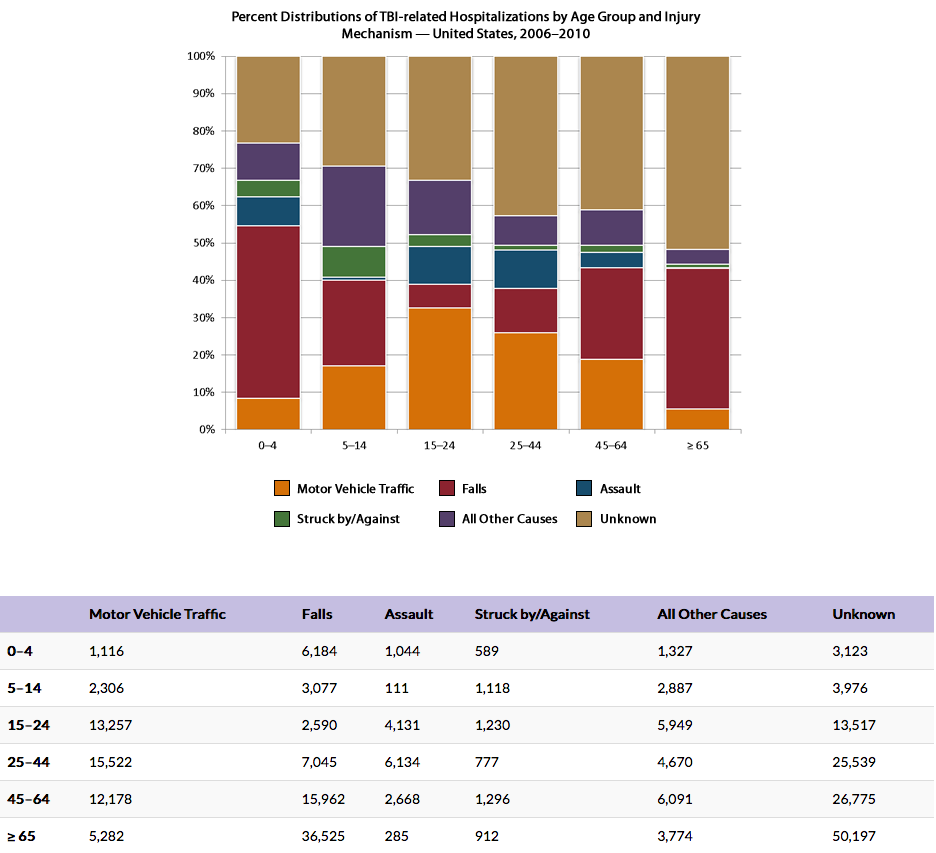 Percent Distributions of TBI-related Hospitalizations by Age Group and Injury
Mechanism — United States, 2006–2010
100%
90%
80%
70%
60%
50%
40%
30%
20%
10%
0%
0–4 5–14 15–24 25–44 45–64 ≥ 65
Motor Vehicle Traffic Falls Assault
Struck by/Against All Other Causes Unknown
Motor Vehicle Traffic Falls Assault Struck by/Against All Other Causes Unknown
0–4 1,116 6,184 1,044 589 1,327 3,123
5–14 2,306 3,077 111 1,118 2,887 3,976
15–24 13,257 2,590 4,131 1,230 5,949 13,517
25–44 15,522 7,045 6,134 777 4,670 25,539
45–64 12,178 15,962 2,668 1,296 6,091 26,775
≥ 65 5,282 36,525 285 912 3,774 50,197